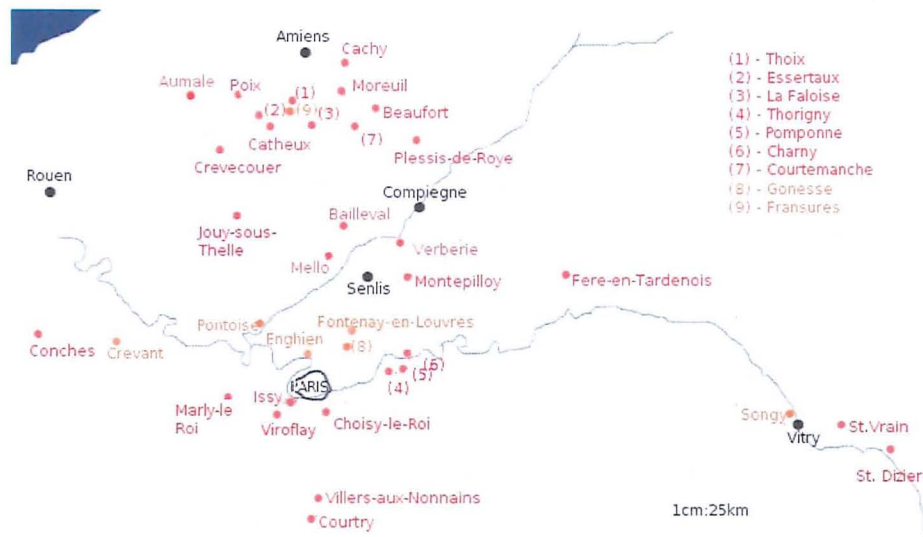 Amiens
Cachy
Aumale
Poix
Moreuil
(1)
(2)
(9)
(3)
Beaufort
Catheux
(7)
Crevecouer
Plessis-de-Roye
Rouen
Compiegne
Bailleval
Jouy-sous-
Thelle
Verberie
Mello
Senlis
Montepilloy
Fere-en-Tardenois
Pontoise
Fontenay-en-Louvres
Enghien
(8)
Conches
Crevant
(6)
(5)
(4)
PARIS
Issy
Marly-le
Roi
Viroflay
Choisy-le-Roi
Songy
Vitry
St.Vrain
St. Dizier
Villers-aux-Nonnains
Courtry
1cm:25km
(1) - Thoix
(2) - Essertaux
(3) - La Faloise
(4) - Thorigny
(5) - Pomponne
(6) - Charny
(7) - Courtemanche
(8) - Gonesse
(9) - Fransures